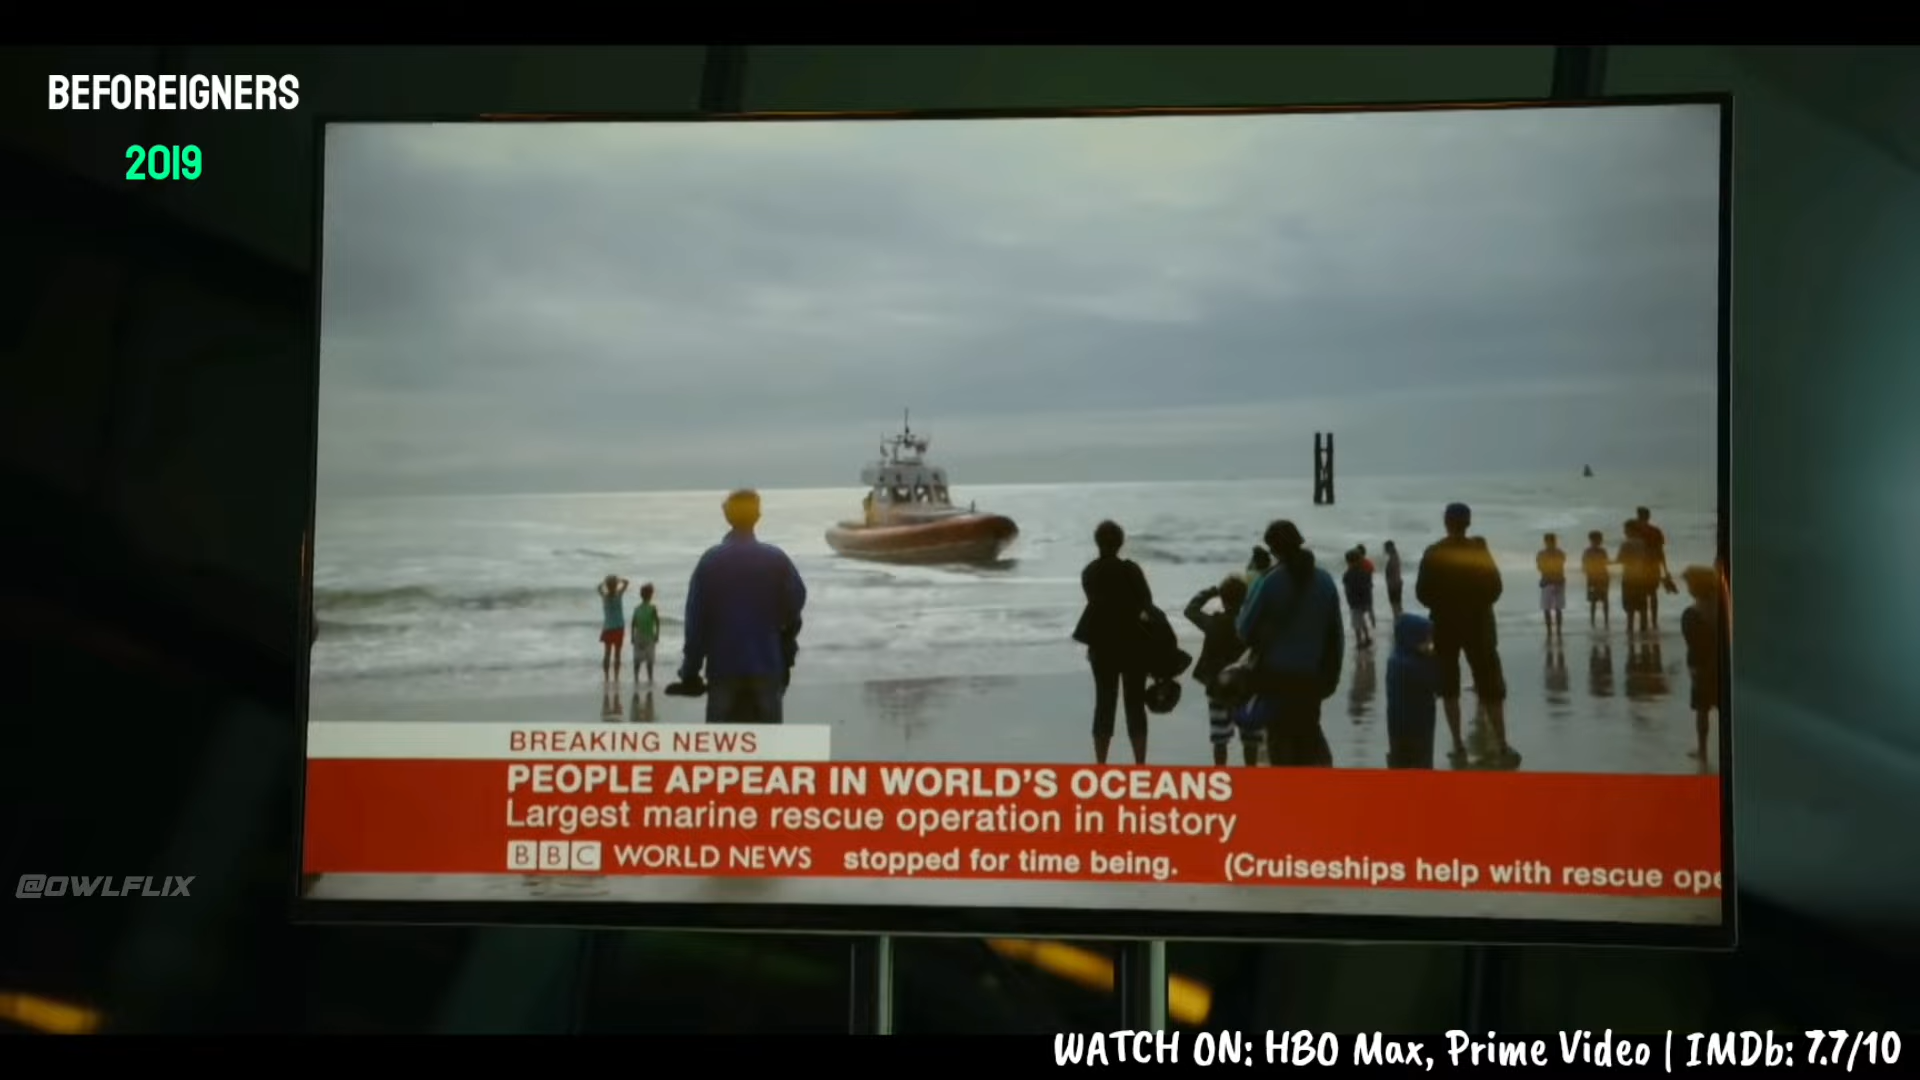 BEFOREIGNERS
2019
BREAKING NEWS
PEOPLE APPEAR IN WORLD'S OCEANS
Largest marine rescue operation in history
BBC WORLD NEWS stopped for time being. (Cruiseships help with rescue ope
@OWLFLIX
WATCH ON: HBO Max, Prime Video | IMDb: 7.7/10